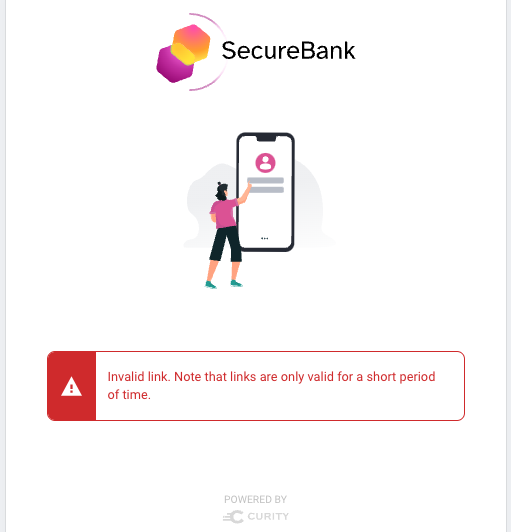 SecureBank
Invalid link. Note that links are only valid for a short period
of time.
POWERED BY
CURITY